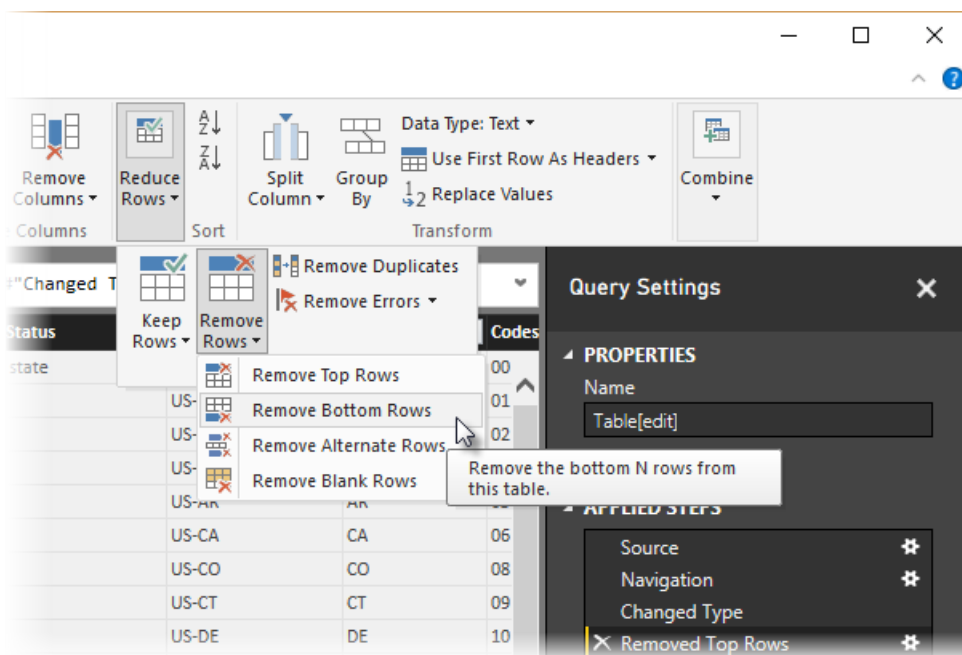 ?
Remove Columns
Reduce Rows
A
Z
Z
A
Split Column
Group By
Data Type: Text
Use First Row As Headers
1
2 Replace Values
Combine
Columns
Sort
Transform
"Changed T
Keep Rows
Remove Rows
Remove Duplicates
Remove Errors
Remove Top Rows
Remove Bottom Rows
Remove Alternate Rows
Remove Blank Rows
Remove the bottom N rows from
this table.
Status
Codes
state
00
US-
01
US-
02
US-
US-AR AR
US-CA CA 06
US-CO CO 08
US-CT CT 09
US-DE DE 10
Query Settings
PROPERTIES
Name
Table[edit]
APPLIED STEPS
Source
Navigation
Changed Type
Removed Top Rows